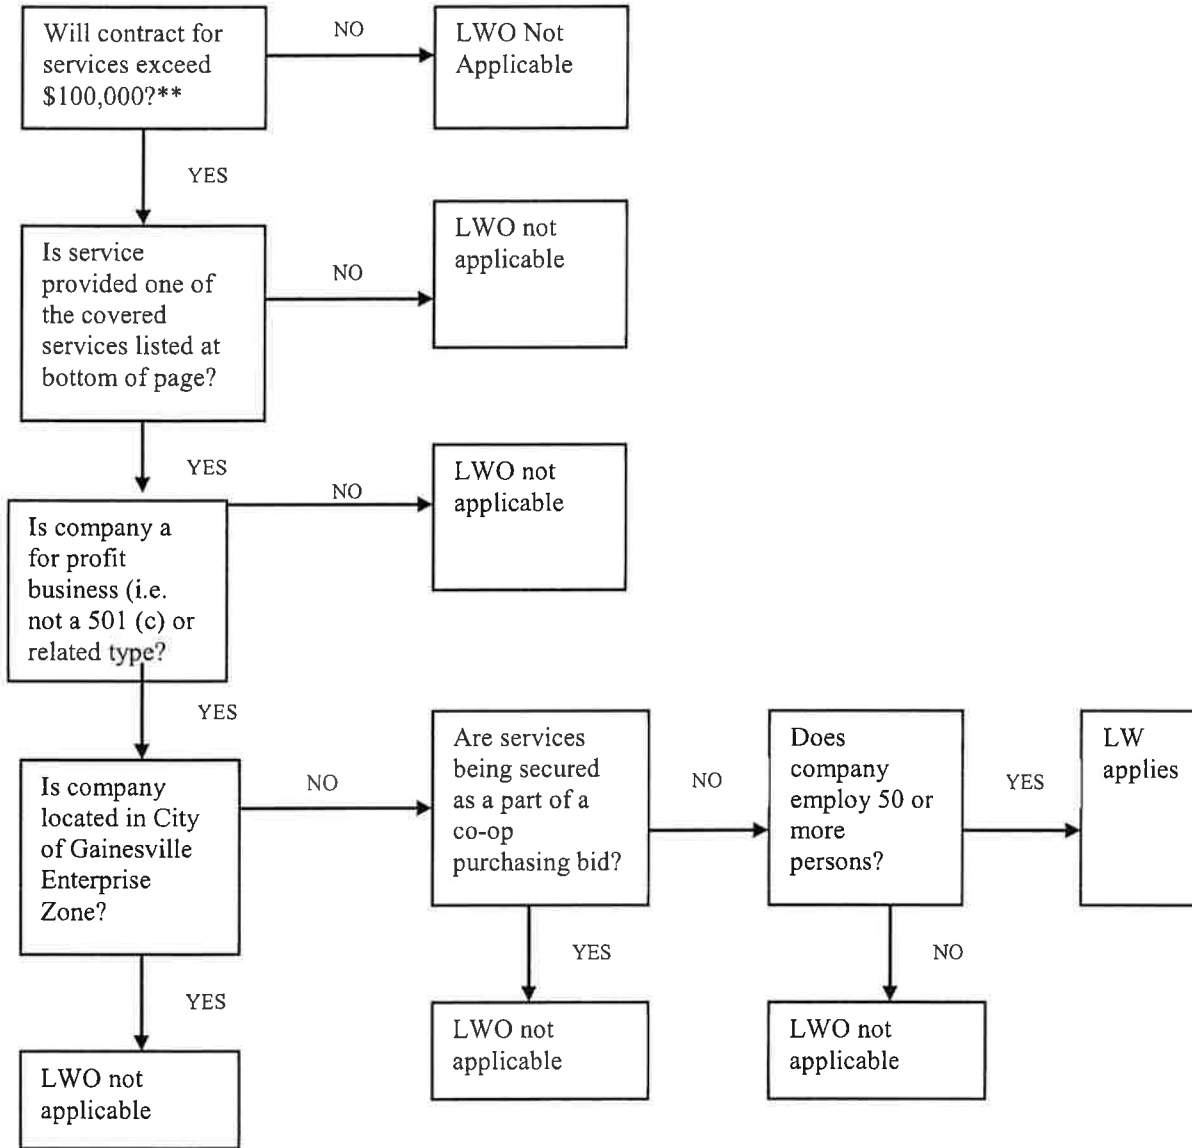 Will contract for
services exceed
$100,000?**
NO
LWO Not
Applicable
YES
Is service
provided one of
the covered
services listed at
bottom of page?
NO
LWO not
applicable
YES
Is company a
for profit
business (i.e.
not a 501 (c) or
related type?
NO
LWO not
applicable
YES
Is company
located in City
of Gainesville
Enterprise
Zone?
NO
Are services
being secured
as a part of a
co-op
purchasing bid?
NO
Does
company
employ 50 or
more
persons?
YES
LW
applies
YES
LWO not
applicable
YES
LWO not
applicable
NO
LWO not
applicable